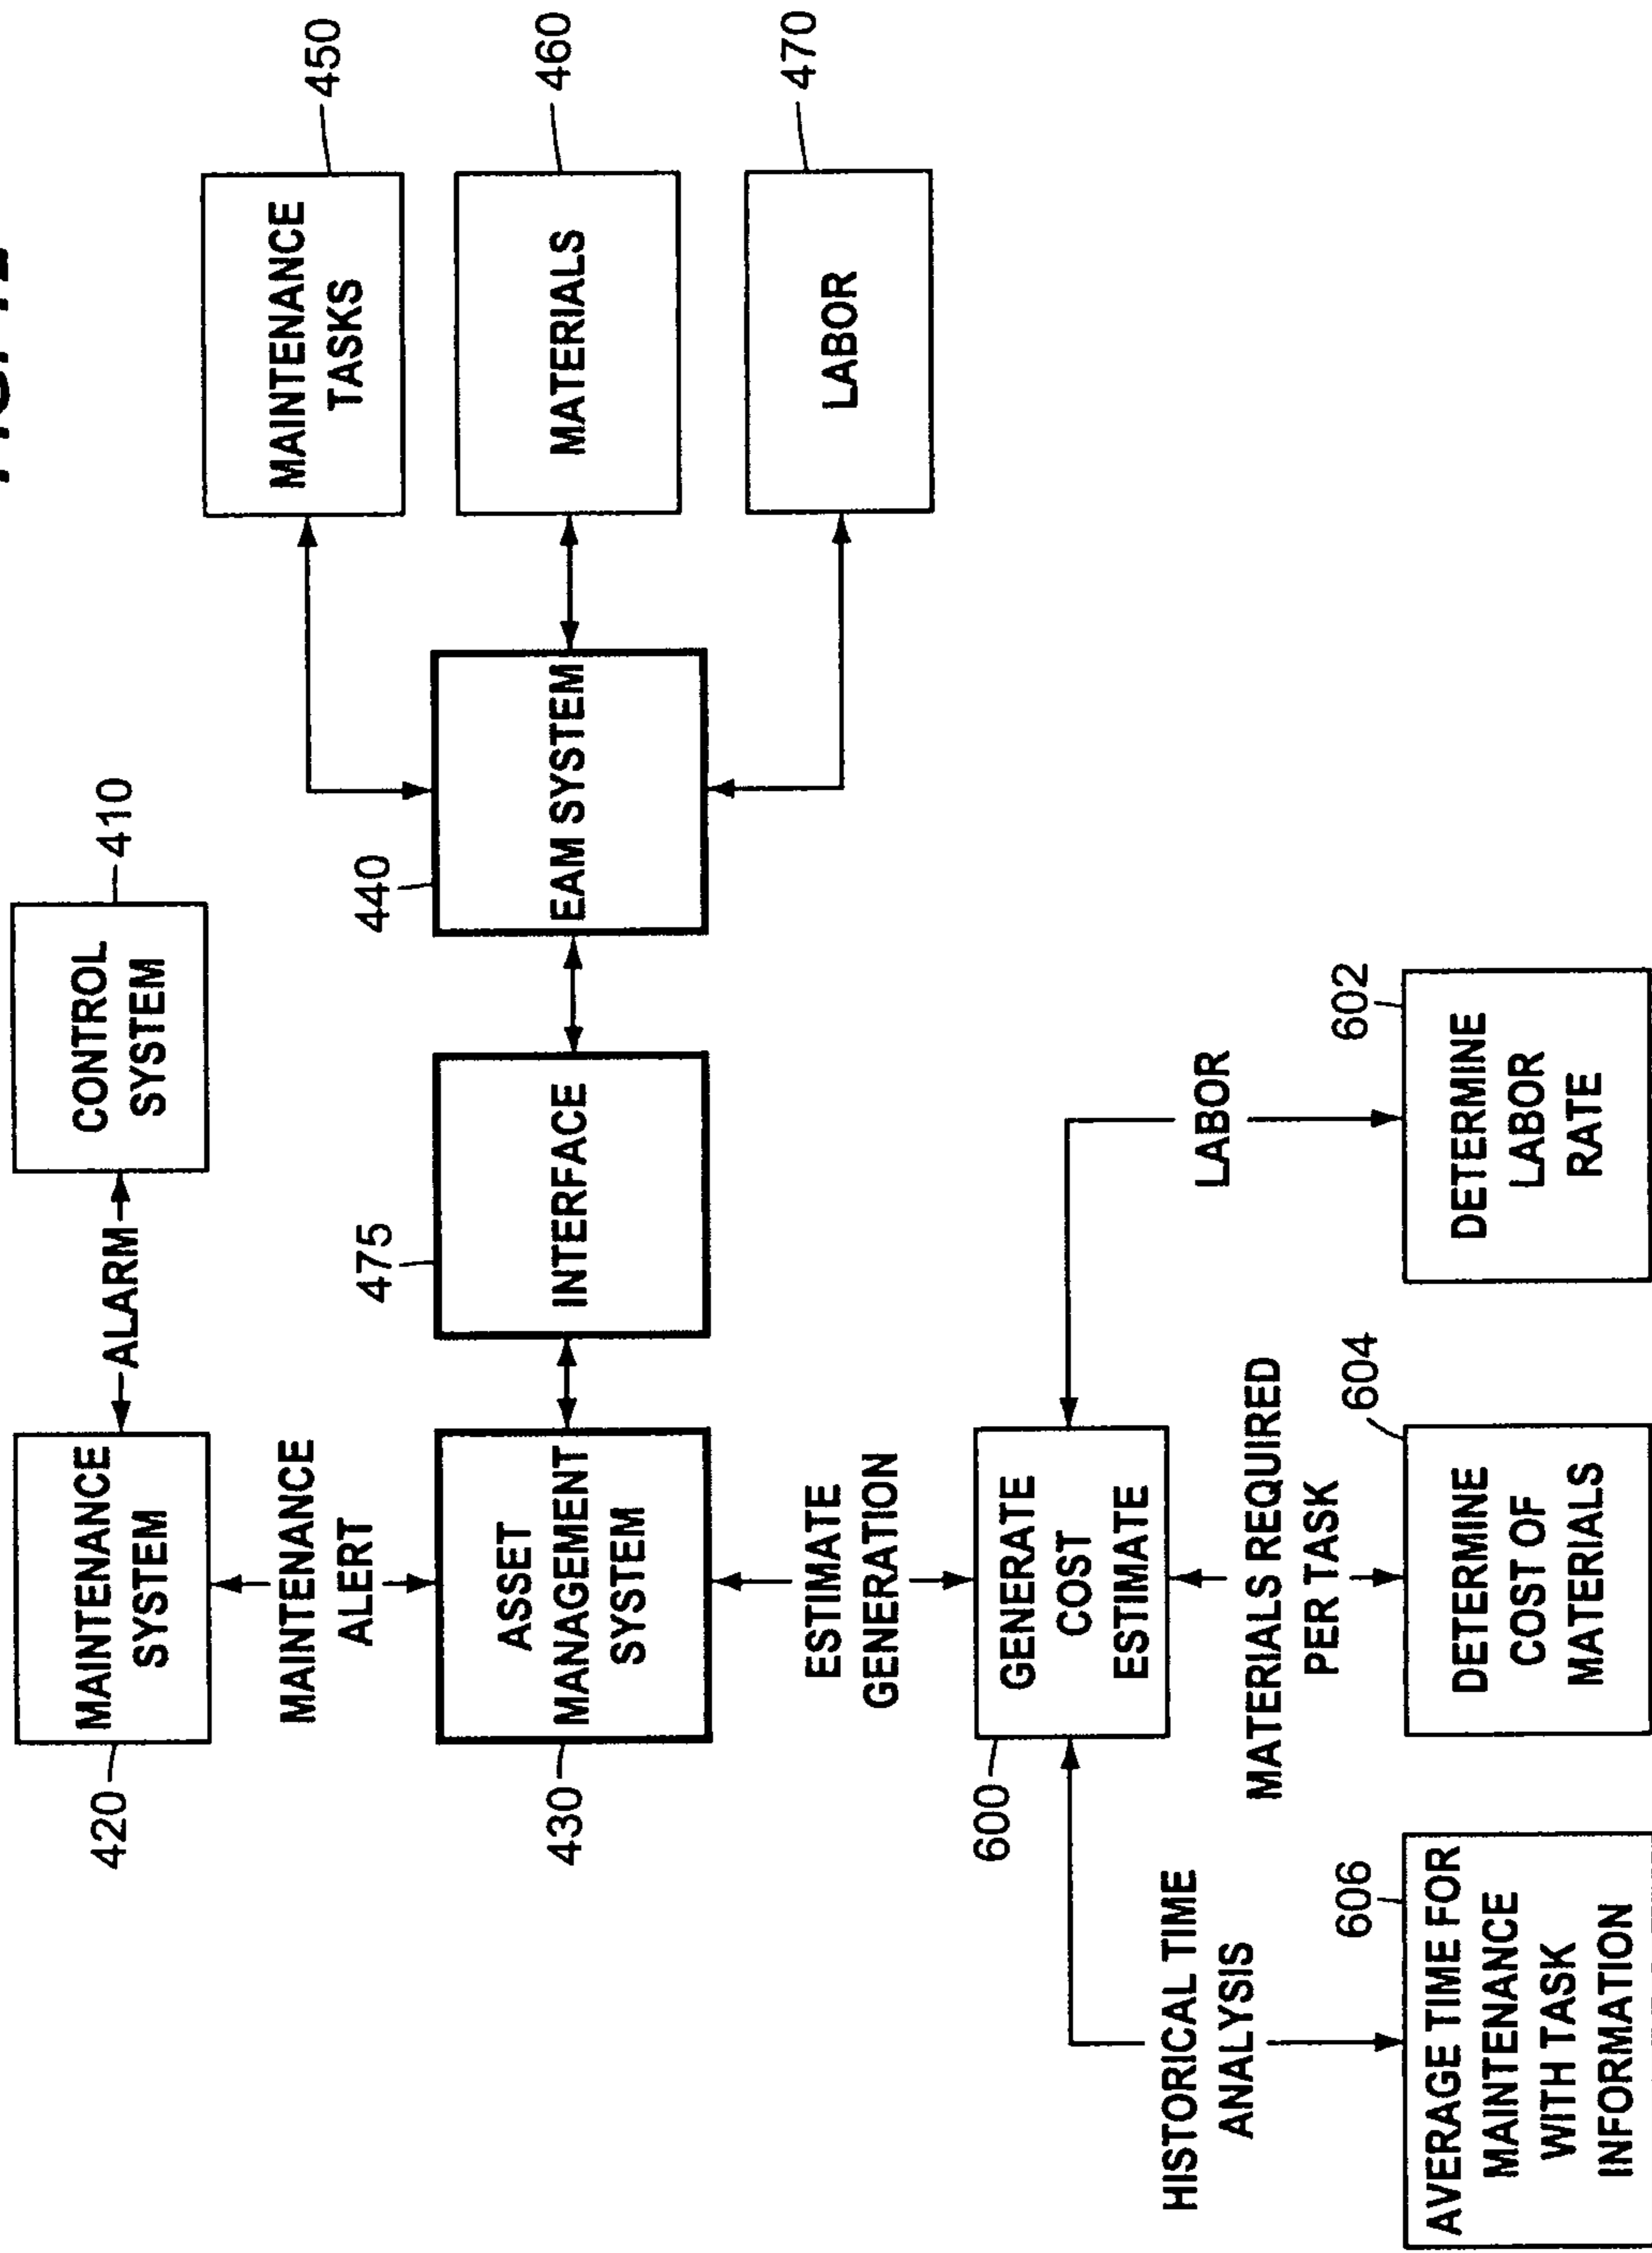 420
MAINTENANCE
SYSTEM
ALARM
CONTROL
SYSTEM
410
MAINTENANCE
ALERT
430
ASSET
MANAGEMENT
SYSTEM
475
INTERFACE
440
EAM SYSTEM
MAINTENANCE
TASKS
450
MATERIALS
460
LABOR
470
ESTIMATE
GENERATION
600
GENERATE
COST
ESTIMATE
HISTORICAL TIME
ANALYSIS
MATERIALS REQUIRED
PER TASK
LABOR
606
AVERAGE TIME FOR
MAINTENANCE
WITH TASK
INFORMATION
604
DETERMINE
COST OF
MATERIALS
602
DETERMINE
LABOR
RATE